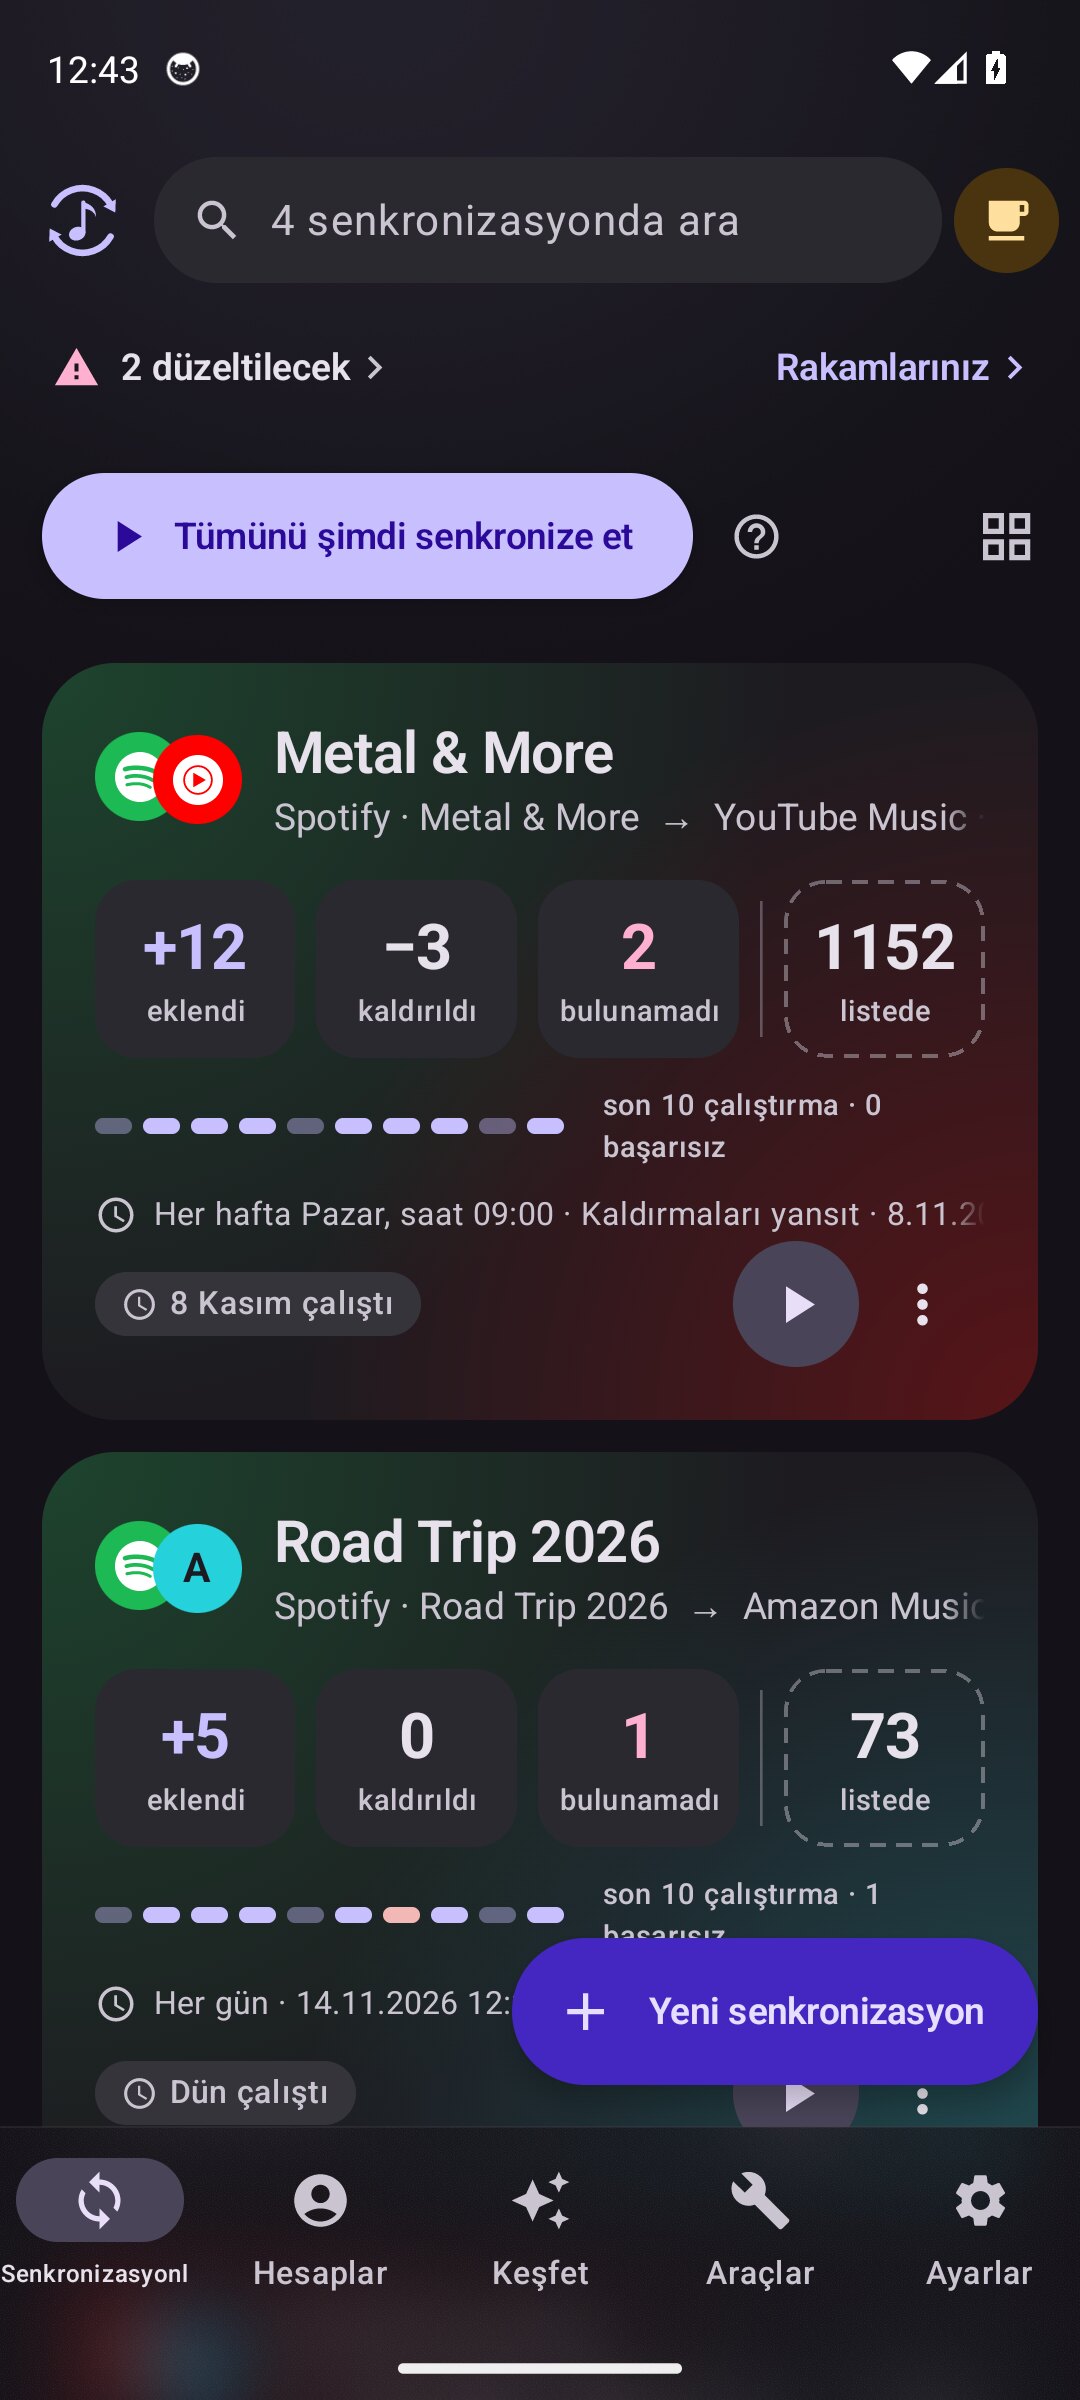 12:43
4 senkronizasyonda ara
2 düzeltilecek
Rakamlarınız
Tümünü şimdi senkronize et
Metal & More
Spotify · Metal & More → YouTube Music
+12
eklendi
−3
kaldırıldı
2
bulunamadı
1152
listede
son 10 çalıştırma · 0
başarısız
Her hafta Pazar, saat 09:00 · Kaldırmaları yansıt · 8.11.20
8 Kasım çalıştı
Road Trip 2026
A
Spotify · Road Trip 2026 → Amazon Music
+5
eklendi
0
kaldırıldı
1
bulunamadı
73
listede
son 10 çalıştırma · 1
başarısız
Her gün · 14.11.2026 12:
Yeni senkronizasyon
Dün çalıştı
Senkronizasyonl
Hesaplar
Keşfet
Araçlar
Ayarlar